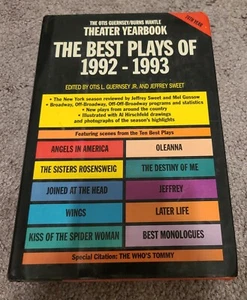 THE OTIS GUERNSEY/BURNS MANTLE
THEATER YEARBOOK
THE BEST PLAYS OF
1992-1993
EDITED BY OTIS L. GUERNSEY JR. AND JEFFREY SWEET
• The New York season reviewed by Jeffrey Sweet and Mel Gussow
• Broadway, Off-Broadway, Off-Off-Broadway programs and statistics
• New plays from around the country
• Illustrated with Al Hirschfeld drawings
and photographs of the season's highlights
Featuring scenes from the Ten Best Plays
ANGELS IN AMERICA
OLEANNA
THE SISTERS ROSENSWEIG
THE DESTINY OF ME
JOINED AT THE HEAD
JEFFREY
WINGS
LATER LIFE
KISS OF THE SPIDER WOMAN
BEST MONOLOGUES
Special Citation: THE WHO'S TOMMY